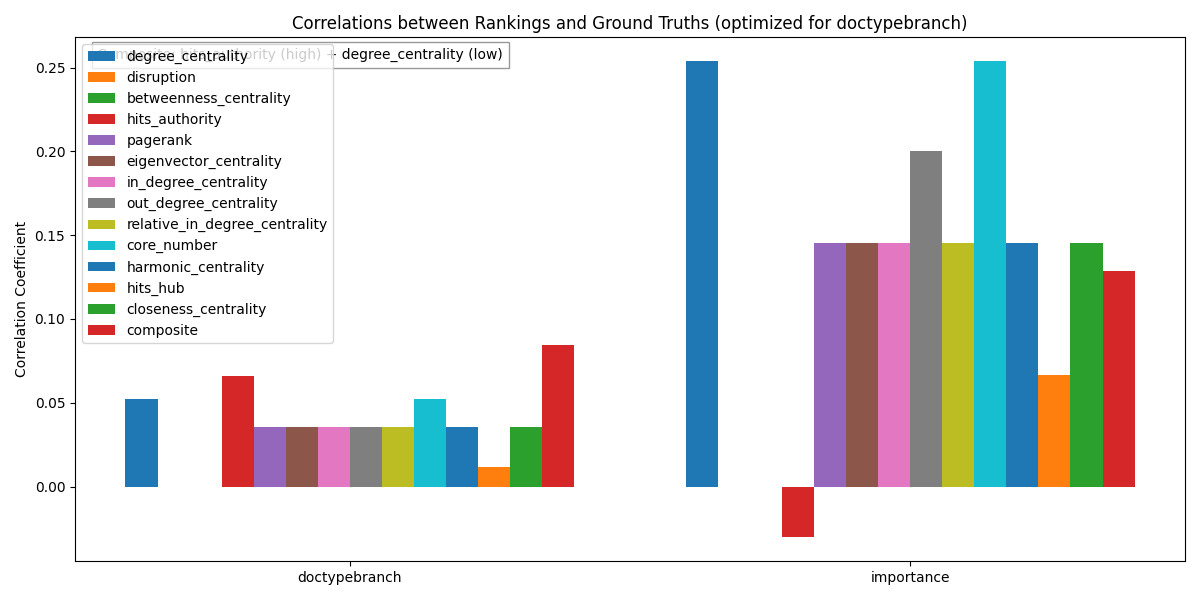 Correlations between Rankings and Ground Truths (optimized for doctypebranch)
Composite: hits_authority (high) + degree_centrality (low)
degree_centrality
disruption
betweenness_centrality
hits_authority
pagerank
eigenvector_centrality
in_degree_centrality
out_degree_centrality
relative_in_degree_centrality
core_number
harmonic_centrality
hits_hub
closeness_centrality
composite
Correlation Coefficient
0.25
0.20
0.15
0.10
0.05
0.00
doctypebranch
importance